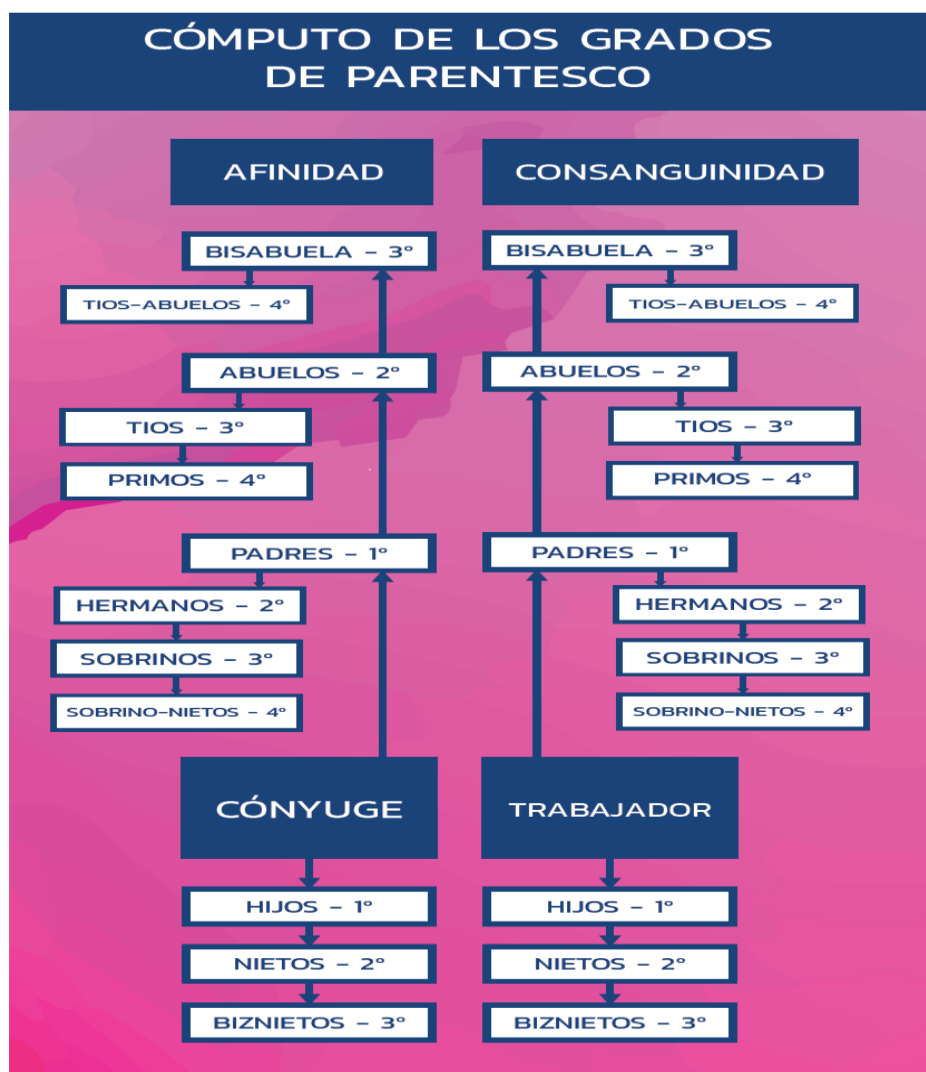 CÓMPUTO DE LOS GRADOS
DE PARENTESCO
AFINIDAD
BISABUELA - 3º
TIOS-ABUELOS - 4º
ABUELOS - 2º
TIOS - 3º
PRIMOS - 4º
PADRES - 1º
HERMANOS - 2º
SOBRINOS - 3º
SOBRINO-NIETOS - 4º
CÓNYUGE
HIJOS - 1º
NIETOS - 2º
BIZNIETOS - 3º
CONSANGUINIDAD
BISABUELA - 3º
TIOS-ABUELOS - 4º
ABUELOS - 2º
TIOS - 3º
PRIMOS - 4º
PADRES - 1º
HERMANOS - 2º
SOBRINOS - 3º
SOBRINO-NIETOS - 4º
TRABAJADOR
HIJOS - 1º
NIETOS - 2º
BIZNIETOS - 3º